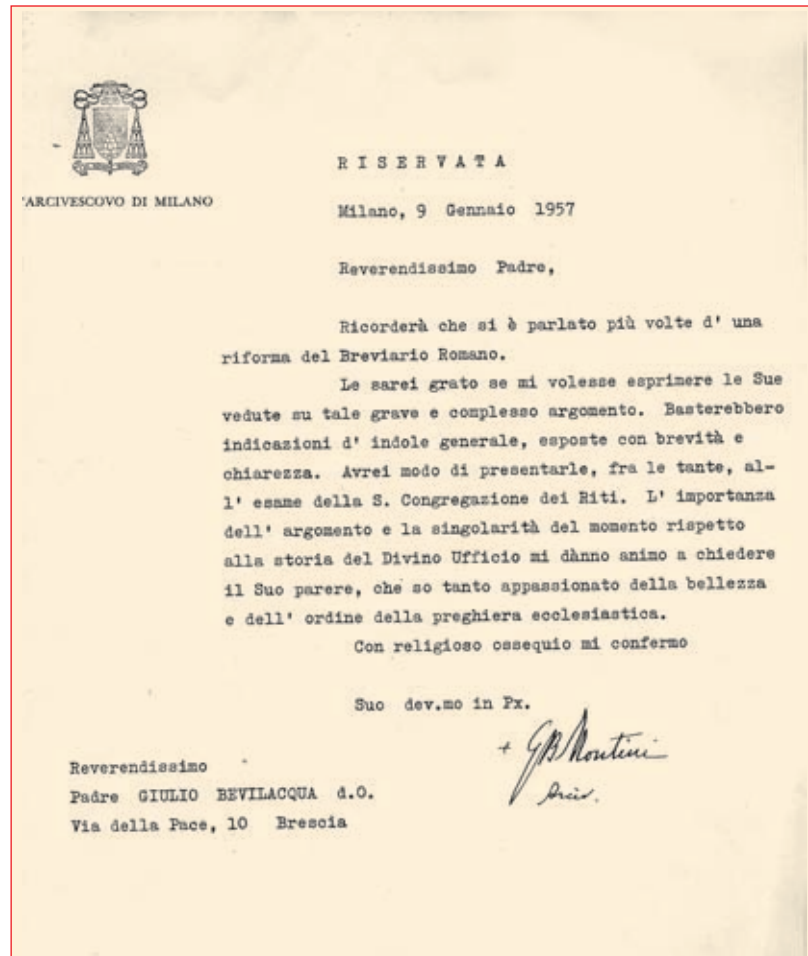 'ARCIVESCOVO DI MILANO
RISERVATA
Milano, 9 Gennaio 1957
Reverendissimo Padre,
Ricorderà che si è parlato più volte d' una
riforma del Breviario Romano.
Le sarei grato se mi volesse esprimere le Sue
vedute su tale grave e complesso argomento. Basterebbero
indicazioni d' indole generale, esposte con brevità e
chiarezza. Avrei modo di presentarle, fra le tante, al-
l' esame della S. Congregazione dei Riti. L' importanza
dell' argomento e la singolarità del momento rispetto
alla storia del Divino Ufficio mi dànno animo a chiedere
il Suo parere, che so tanto appassionato della bellezza
e dell' ordine della preghiera ecclesiastica.
Con religioso ossequio mi confermo
Suo dev.mo in Px.
+ GB Montini
Arciv.
Reverendissimo
Padre GIULIO BEVILACQUA d.O.
Via della Pace, 10 Brescia